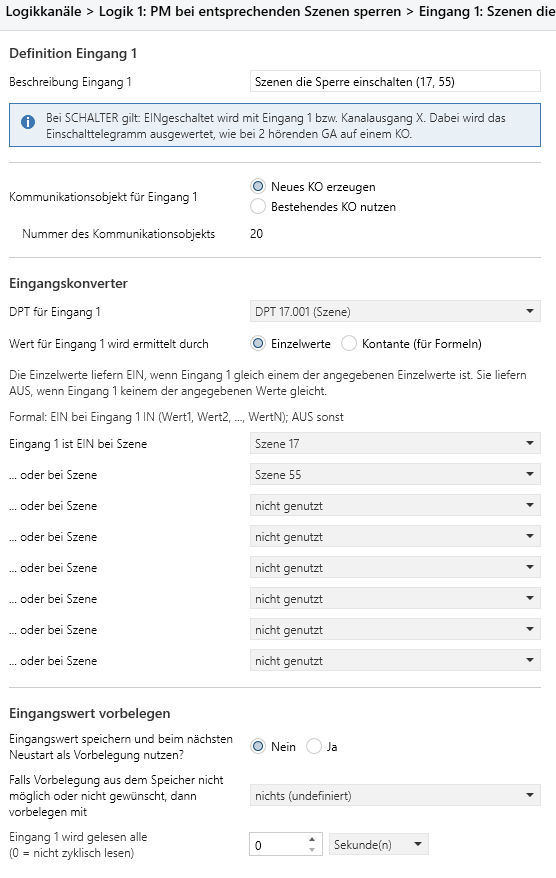 Logikkanäle > Logik 1: PM bei entsprechenden Szenen sperren > Eingang 1: Szenen die
Definition Eingang 1
Beschreibung Eingang 1
Szenen die Sperre einschalten (17, 55)
Bei SCHALTER gilt: EINgeschaltet wird mit Eingang 1 bzw. Kanalausgang X. Dabei wird das
Einschalttelegramm ausgewertet, wie bei 2 hörenden GA auf einem KO.
Kommunikationsobjekt für Eingang 1
Neues KO erzeugen
Bestehendes KO nutzen
Nummer des Kommunikationsobjekts
20
Eingangskonverter
DPT für Eingang 1
DPT 17.001 (Szene)
Wert für Eingang 1 wird ermittelt durch
Einzelwerte
Kontante (für Formeln)
Die Einzelwerte liefern EIN, wenn Eingang 1 gleich einem der angegebenen Einzelwerte ist. Sie liefern
AUS, wenn Eingang 1 keinem der angegebenen Werte gleicht.
Formal: EIN bei Eingang 1 IN (Wert1, Wert2, ..., WertN); AUS sonst
Eingang 1 ist EIN bei Szene
Szene 17
... oder bei Szene
Szene 55
... oder bei Szene
nicht genutzt
... oder bei Szene
nicht genutzt
... oder bei Szene
nicht genutzt
... oder bei Szene
nicht genutzt
... oder bei Szene
nicht genutzt
... oder bei Szene
nicht genutzt
Eingangswert vorbelegen
Eingangswert speichern und beim nächsten
Neustart als Vorbelegung nutzen?
Nein
Ja
Falls Vorbelegung aus dem Speicher nicht
möglich oder nicht gewünscht, dann
vorbelegen mit
nichts (undefiniert)
Eingang 1 wird gelesen alle
(0 = nicht zyklisch lesen)
0
Sekunde(n)